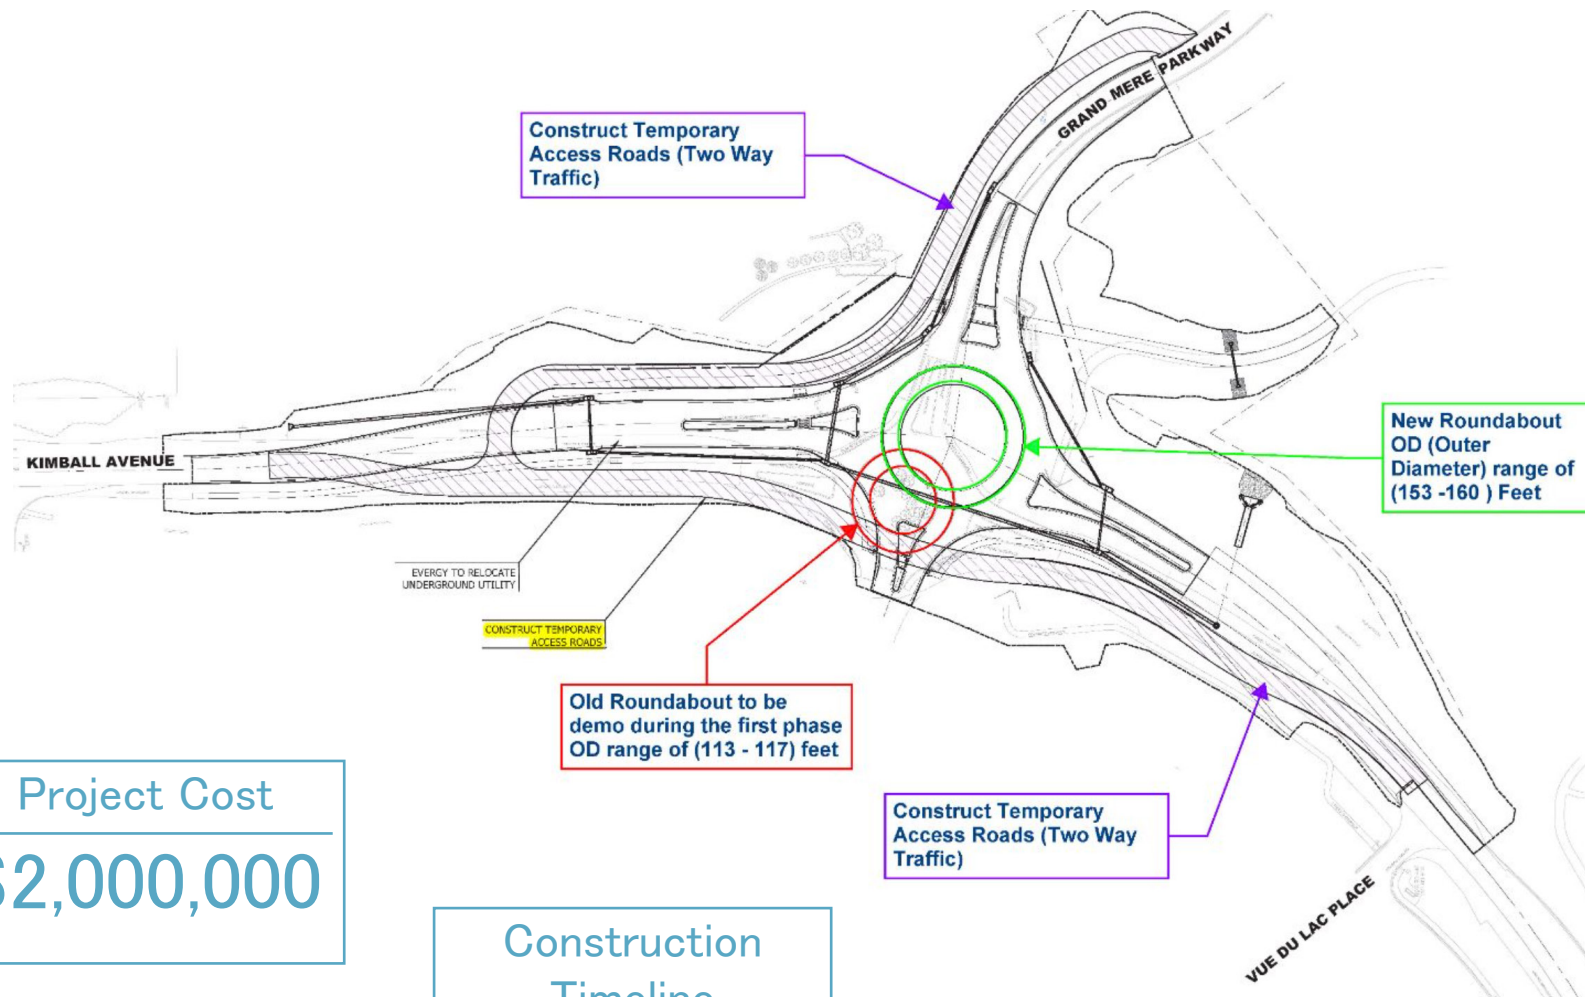 GRAND MERE PARKWAY
Construct Temporary
Access Roads (Two Way
Traffic)
New Roundabout
OD (Outer
Diameter) range of
(153 -160 ) Feet
KIMBALL AVENUE
EVERGY TO RELOCATE
UNDERGROUND UTILITY
CONSTRUCT TEMPORARY
ACCESS ROADS
Old Roundabout to be
demo during the first phase
OD range of (113 - 117) feet
Project Cost
$2,000,000
Construct Temporary
Access Roads (Two Way
Traffic)
VUE DU LAC PLACE
Construction
Timeline